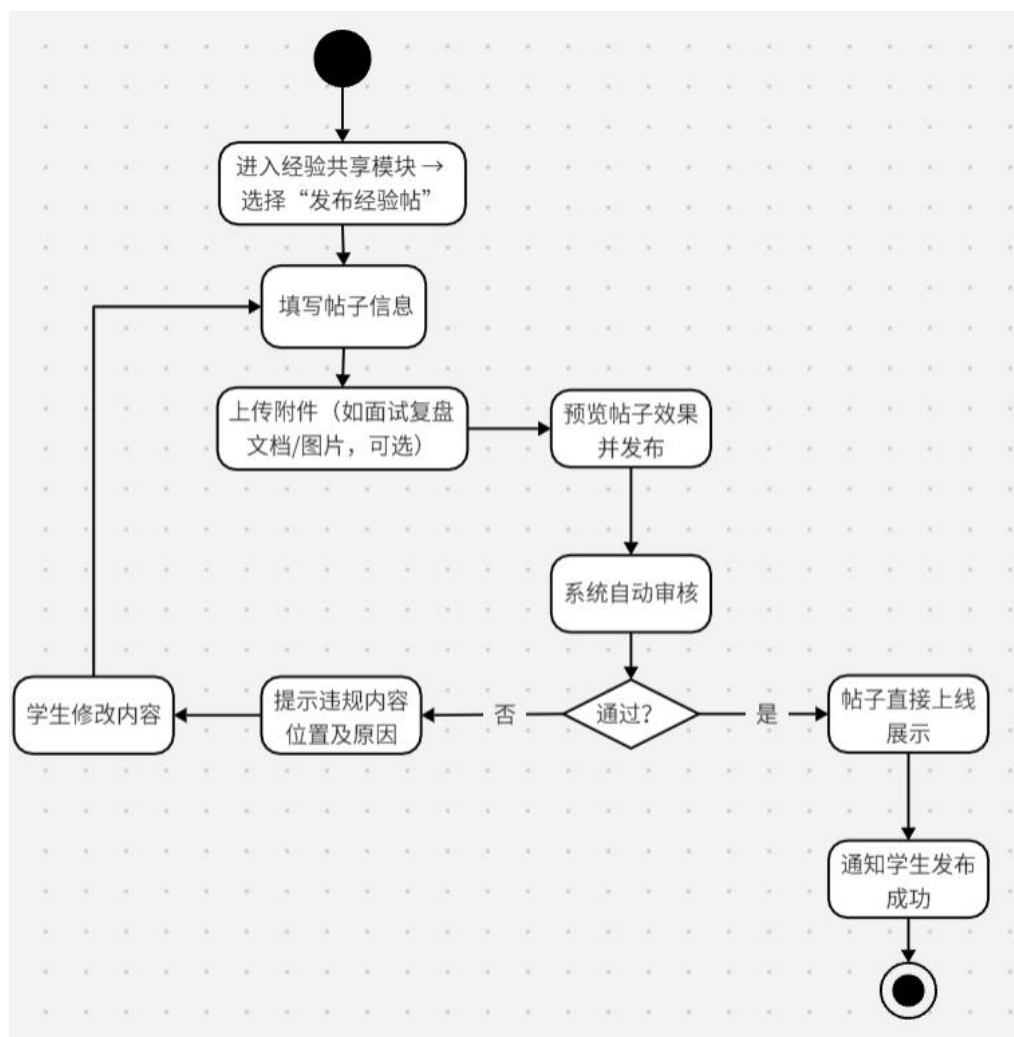 进入经验共享模块 →
选择“发布经验帖”
填写帖子信息
上传附件（如面试复盘
文档/图片，可选）
预览帖子效果
并发布
系统自动审核
通过？
否
是
提示违规内容
位置及原因
学生修改内容
帖子直接上线
展示
通知学生发布
成功